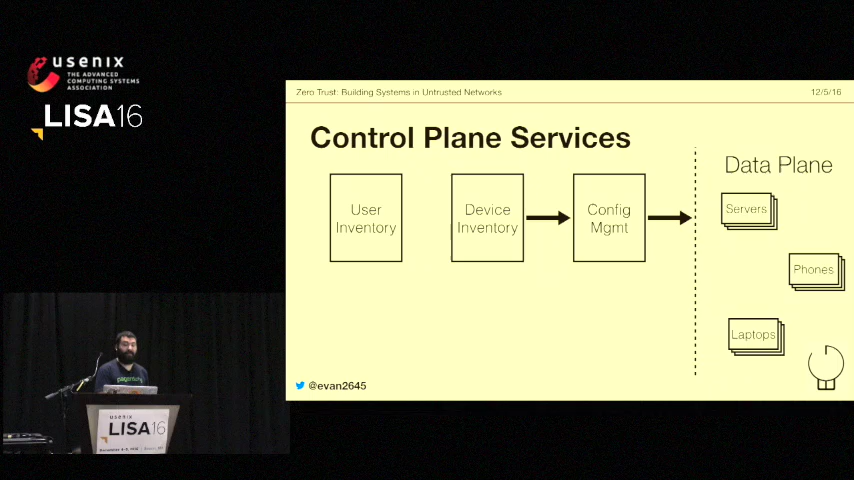 usenix
THE ADVANCED
COMPUTING SYSTEMS
ASSOCIATION
LISA16
Zero Trust: Building Systems in Untrusted Networks
12/5/16
Control Plane Services
User
Inventory
Device
Inventory
Config
Mgmt
Data Plane
Servers
Phones
Laptops
@evan2645
pagerduty
usenix
LISA16